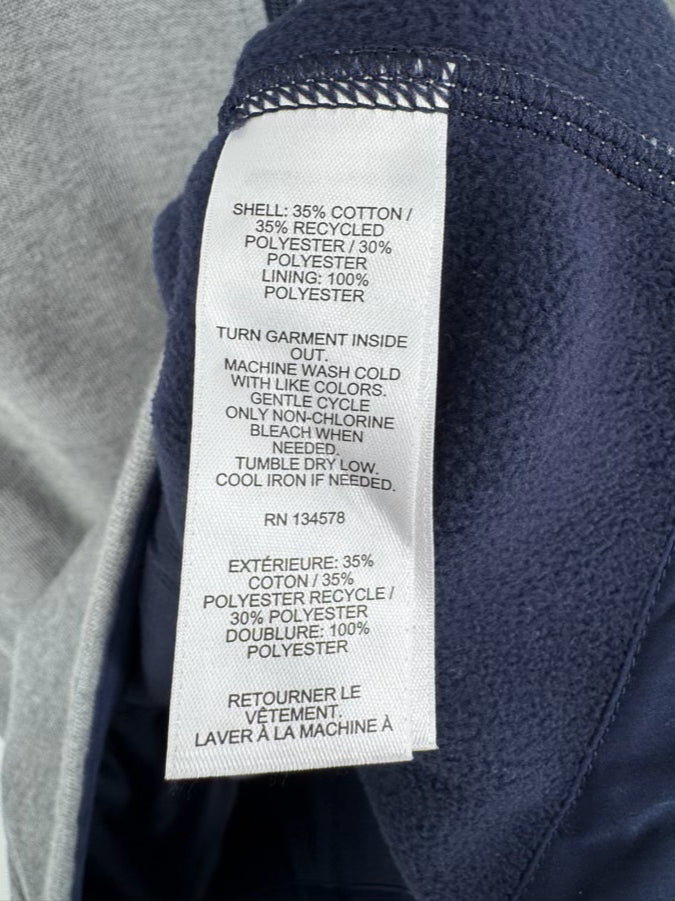 SHELL: 35% COTTON /
35% RECYCLED
POLYESTER / 30%
POLYESTER
LINING: 100%
POLYESTER
TURN GARMENT INSIDE
OUT.
MACHINE WASH COLD
WITH LIKE COLORS.
GENTLE CYCLE
ONLY NON-CHLORINE
BLEACH WHEN
NEEDED.
TUMBLE DRY LOW.
COOL IRON IF NEEDED.
RN 134578
EXTÉRIEURE: 35%
COTON / 35%
POLYESTER RECYCLE /
30% POLYESTER
DOUBLURE: 100%
POLYESTER
RETOURNER LE
VÊTEMENT.
LAVER À LA MACHINE À